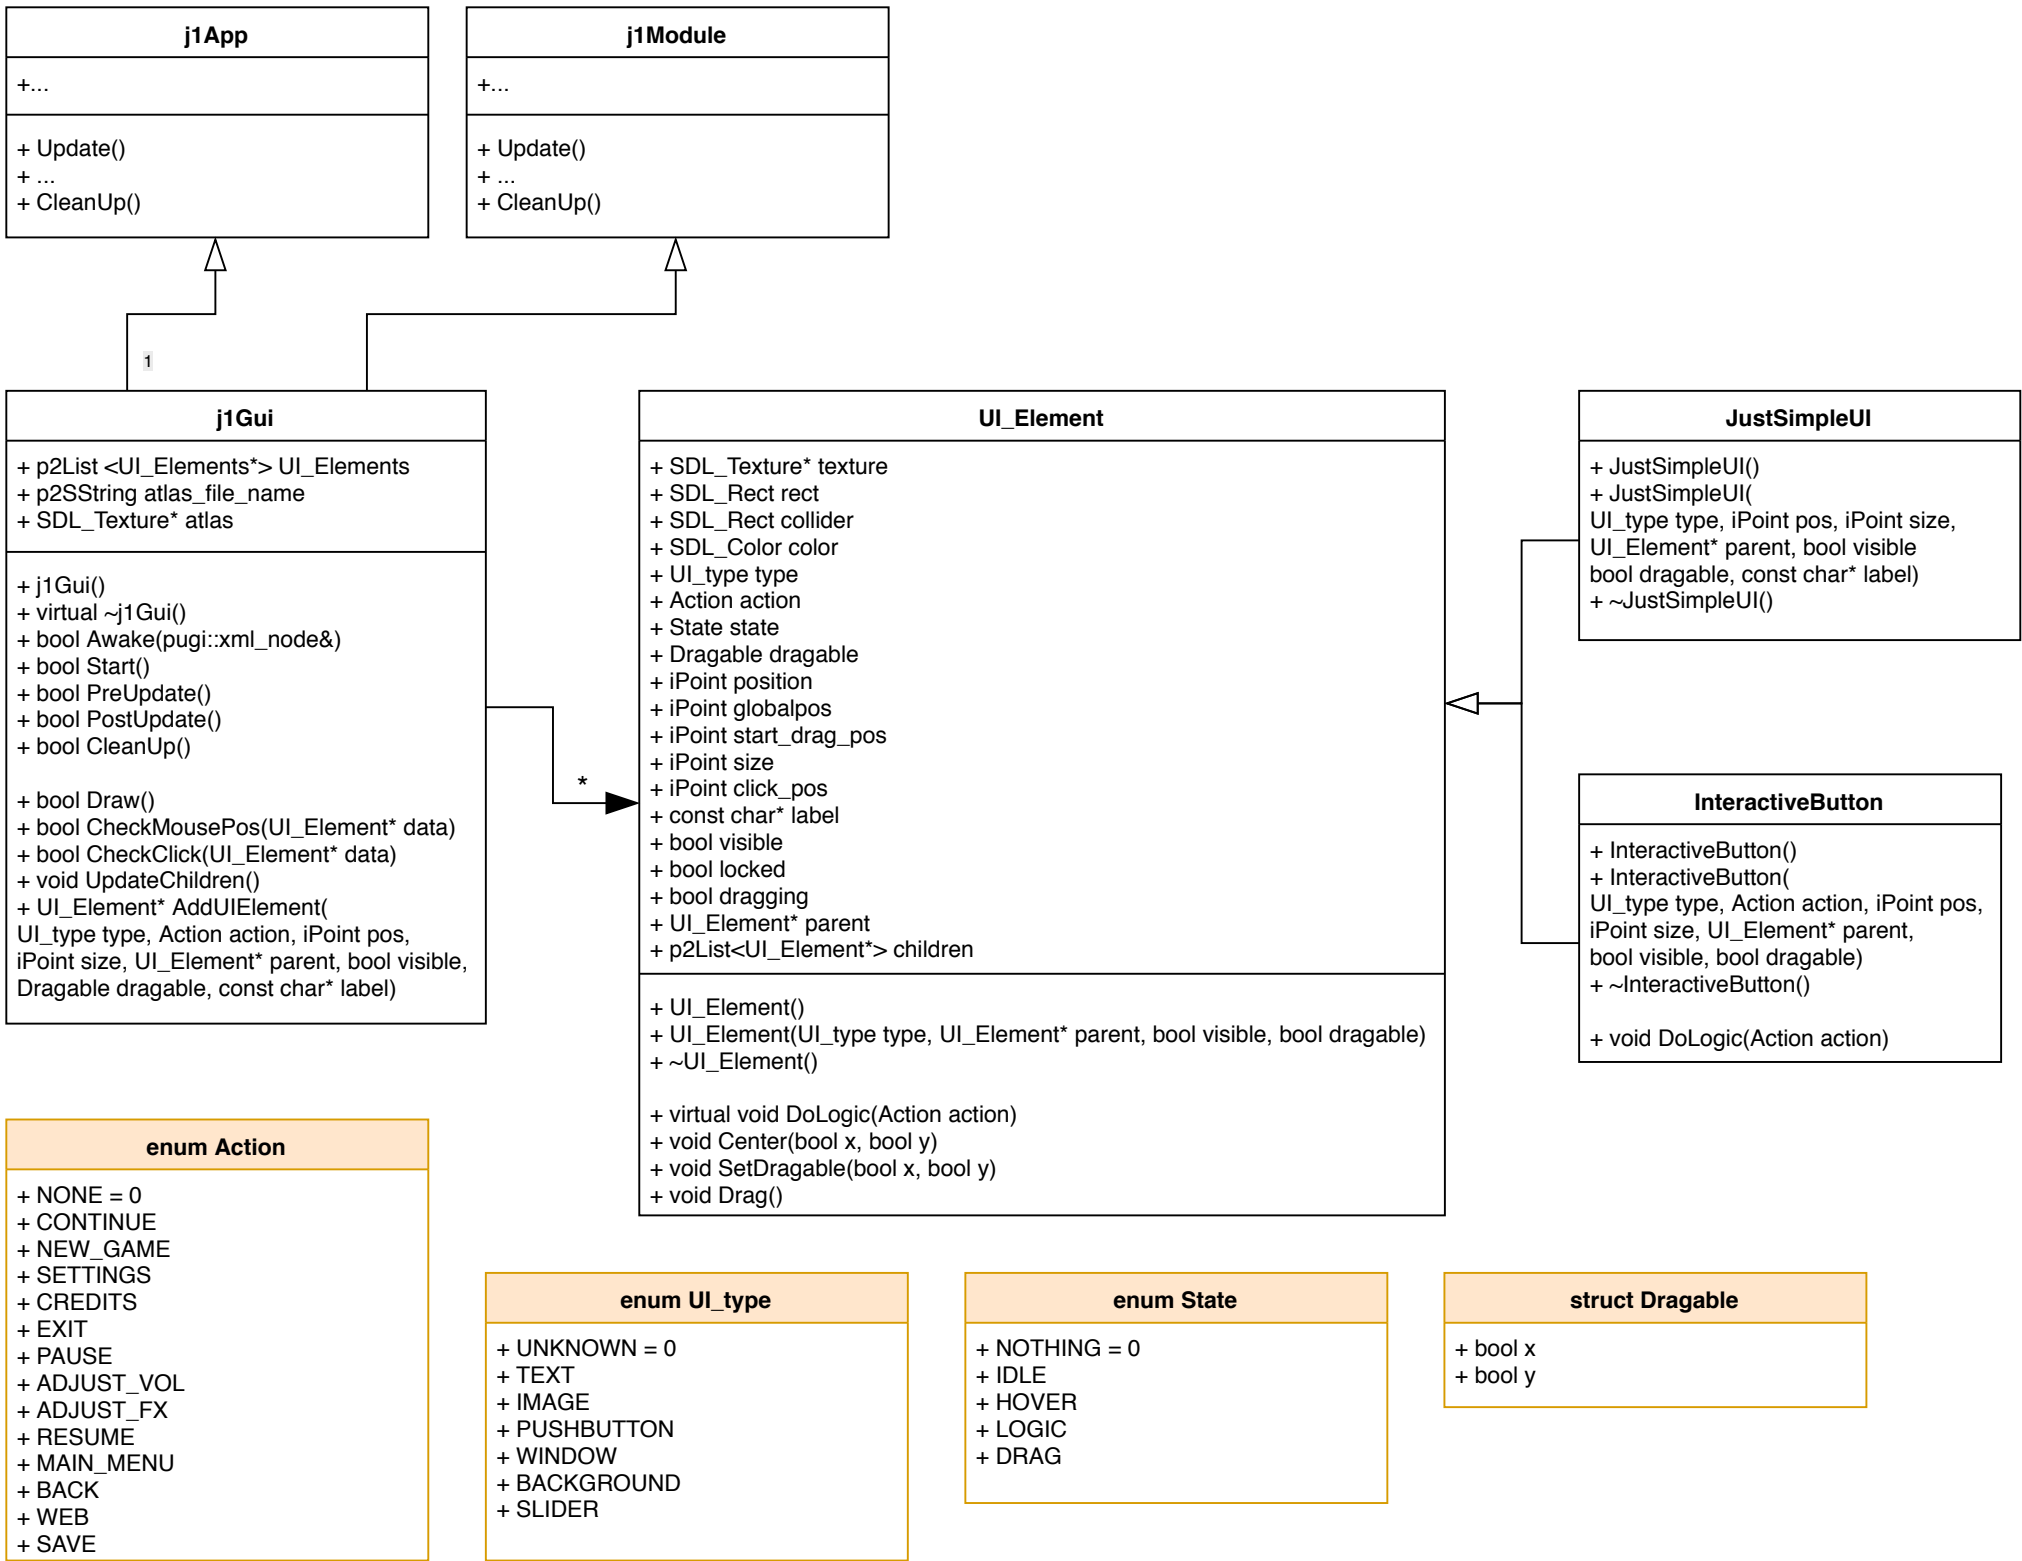 j1App
+...
+ Update()
+ ...
+ CleanUp()
j1Module
+...
+ Update()
+ ...
+ CleanUp()
1
j1Gui
+ p2List <UI_Elements*> UI_Elements
+ p2SString atlas_file_name
+ SDL_Texture* atlas
+ j1Gui()
+ virtual ~j1Gui()
+ bool Awake(pugi::xml_node&)
+ bool Start()
+ bool PreUpdate()
+ bool PostUpdate()
+ bool CleanUp()
+ bool Draw()
+ bool CheckMousePos(UI_Element* data)
+ bool CheckClick(UI_Element* data)
+ void UpdateChildren()
+ UI_Element* AddUIElement(
UI_type type, Action action, iPoint pos,
iPoint size, UI_Element* parent, bool visible,
Dragable dragable, const char* label)
*
UI_Element
+ SDL_Texture* texture
+ SDL_Rect rect
+ SDL_Rect collider
+ SDL_Color color
+ UI_type type
+ Action action
+ State state
+ Dragable dragable
+ iPoint position
+ iPoint globalpos
+ iPoint start_drag_pos
+ iPoint size
+ iPoint click_pos
+ const char* label
+ bool visible
+ bool locked
+ bool dragging
+ UI_Element* parent
+ p2List<UI_Element*> children
+ UI_Element()
+ UI_Element(UI_type type, UI_Element* parent, bool visible, bool dragable)
+ ~UI_Element()
+ virtual void DoLogic(Action action)
+ void Center(bool x, bool y)
+ void SetDragable(bool x, bool y)
+ void Drag()
JustSimpleUI
+ JustSimpleUI()
+ JustSimpleUI(
UI_type type, iPoint pos, iPoint size,
UI_Element* parent, bool visible
bool dragable, const char* label)
+ ~JustSimpleUI()
InteractiveButton
+ InteractiveButton()
+ InteractiveButton(
UI_type type, Action action, iPoint pos,
iPoint size, UI_Element* parent,
bool visible, bool dragable)
+ ~InteractiveButton()
+ void DoLogic(Action action)
enum Action
+ NONE = 0
+ CONTINUE
+ NEW_GAME
+ SETTINGS
+ CREDITS
+ EXIT
+ PAUSE
+ ADJUST_VOL
+ ADJUST_FX
+ RESUME
+ MAIN_MENU
+ BACK
+ WEB
+ SAVE
enum UI_type
+ UNKNOWN = 0
+ TEXT
+ IMAGE
+ PUSHBUTTON
+ WINDOW
+ BACKGROUND
+ SLIDER
enum State
+ NOTHING = 0
+ IDLE
+ HOVER
+ LOGIC
+ DRAG
struct Dragable
+ bool x
+ bool y